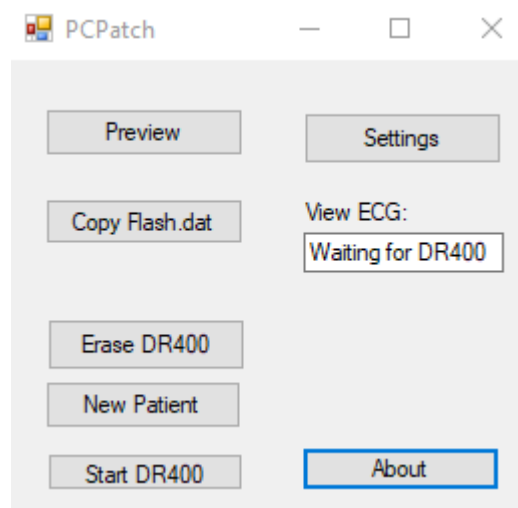 PCPatch
Preview
Settings
Copy Flash.dat
View ECG:
Waiting for DR400
Erase DR400
New Patient
Start DR400
About